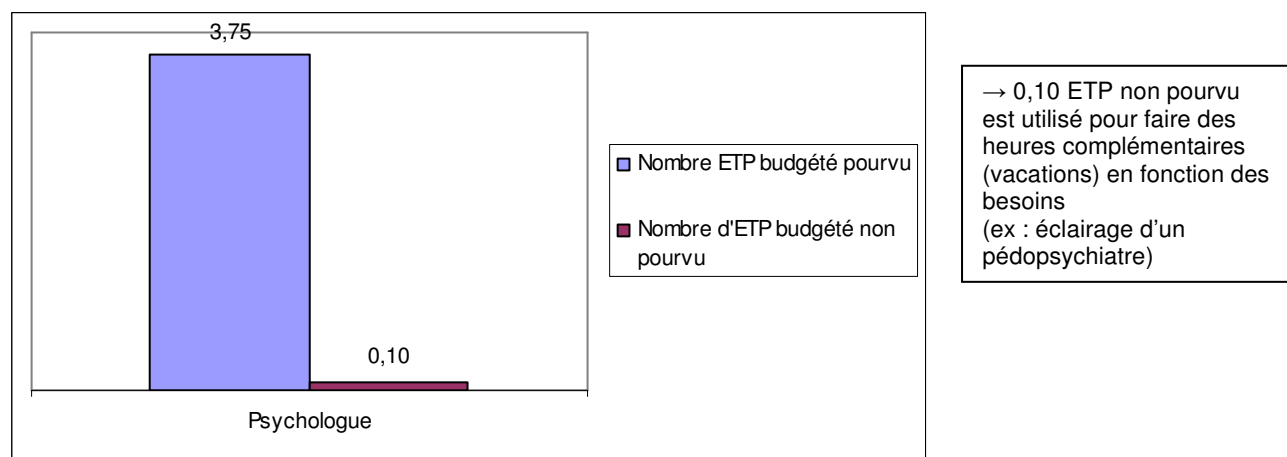 3,75
0,10
Psychologue
Nombre ETP budgété pourvu
Nombre d'ETP budgété non
pourvu
→ 0,10 ETP non pourvu
est utilisé pour faire des
heures complémentaires
(vacations) en fonction des
besoins
(ex : éclairage d'un
pédopsychiatre)